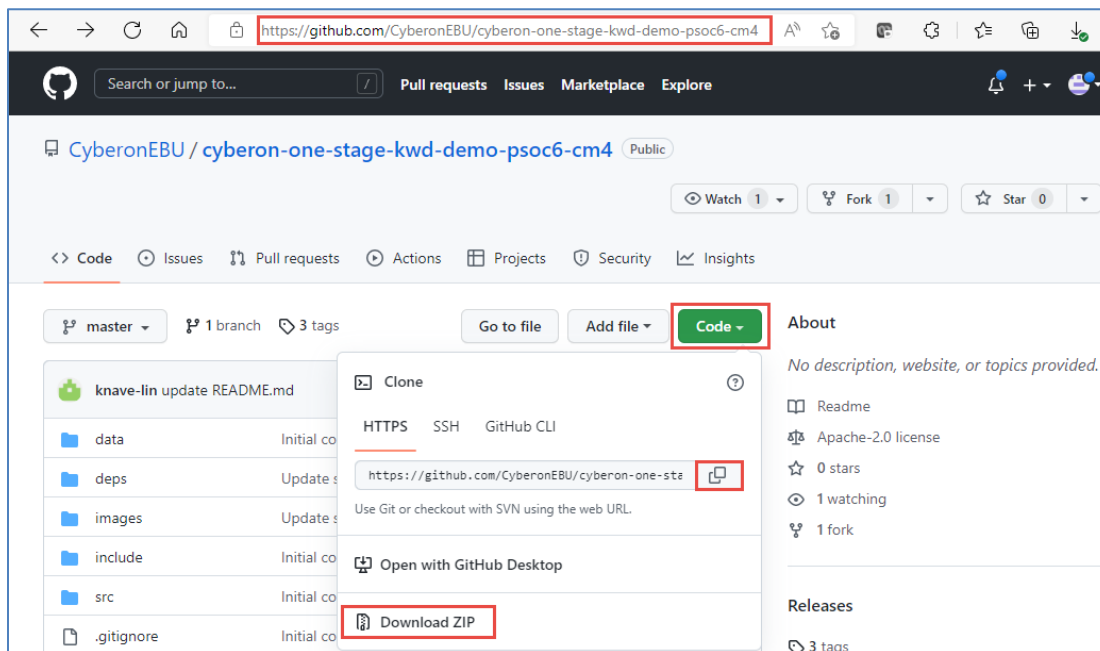 https://github.com/CyberonEBU/cyberon-one-stage-kwd-demo-psoc6-cm4
Search or jump to... / Pull requests Issues Marketplace Explore
CyberonEBU / cyberon-one-stage-kwd-demo-psoc6-cm4 Public
Watch 1 Fork 1 Star 0
<> Code Issues Pull requests Actions Projects Security Insights
master 1 branch 3 tags Go to file Add file Code About
No description, website, or topics provided.
knave-lin update README.md
Clone
HTTPS SSH GitHub CLI
https://github.com/CyberonEBU/cyberon-one-sta
Use Git or checkout with SVN using the web URL.
Open with GitHub Desktop
Download ZIP
data Initial co
deps Update s
images Update s
include Initial co
src Initial co
.gitignore Initial co
Readme
Apache-2.0 license
0 stars
1 watching
1 fork
Releases
3 tags